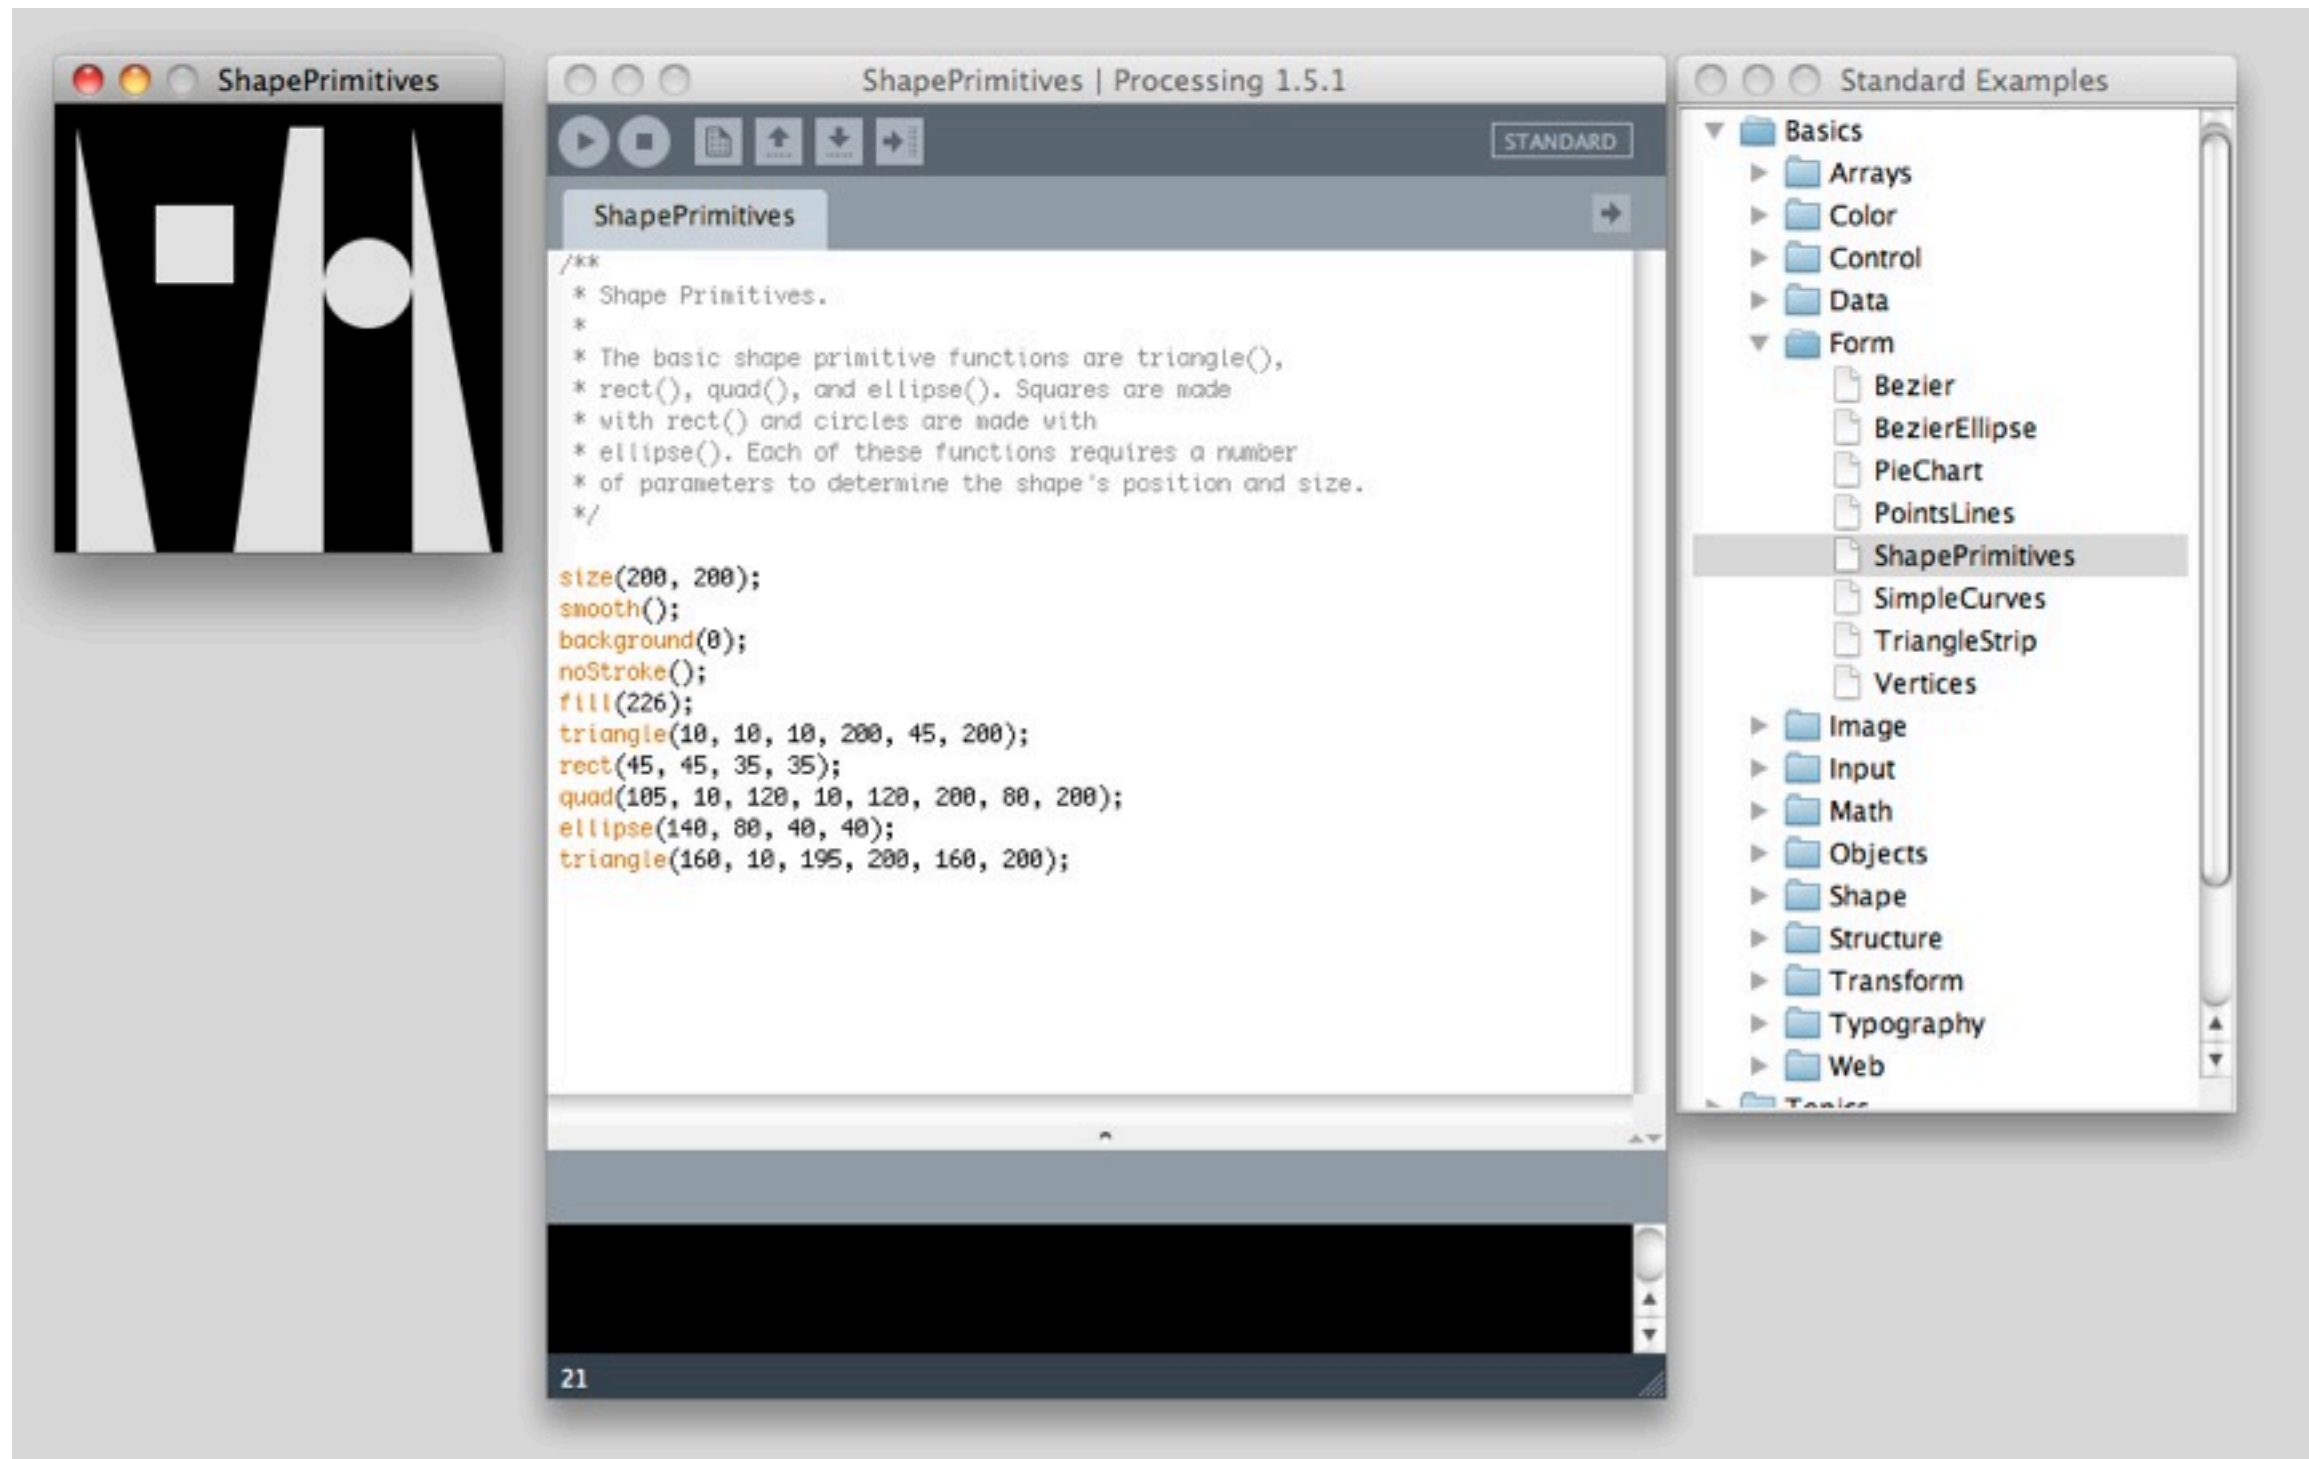 ShapePrimitives
ShapePrimitives | Processing 1.5.1
STANDARD
ShapePrimitives
/**
* Shape Primitives.
*
* The basic shape primitive functions are triangle(),
* rect(), quad(), and ellipse(). Squares are made
* with rect() and circles are made with
* ellipse(). Each of these functions requires a number
* of parameters to determine the shape's position and size.
*/
size(200, 200);
smooth();
background(0);
noStroke();
fill(226);
triangle(10, 10, 10, 200, 45, 200);
rect(45, 45, 35, 35);
quad(105, 10, 120, 10, 120, 200, 80, 200);
ellipse(140, 80, 40, 40);
triangle(160, 10, 195, 200, 160, 200);
21
Standard Examples
Basics
Arrays
Color
Control
Data
Form
Bezier
BezierEllipse
PieChart
PointsLines
ShapePrimitives
SimpleCurves
TriangleStrip
Vertices
Image
Input
Math
Objects
Shape
Structure
Transform
Typography
Web
Topics